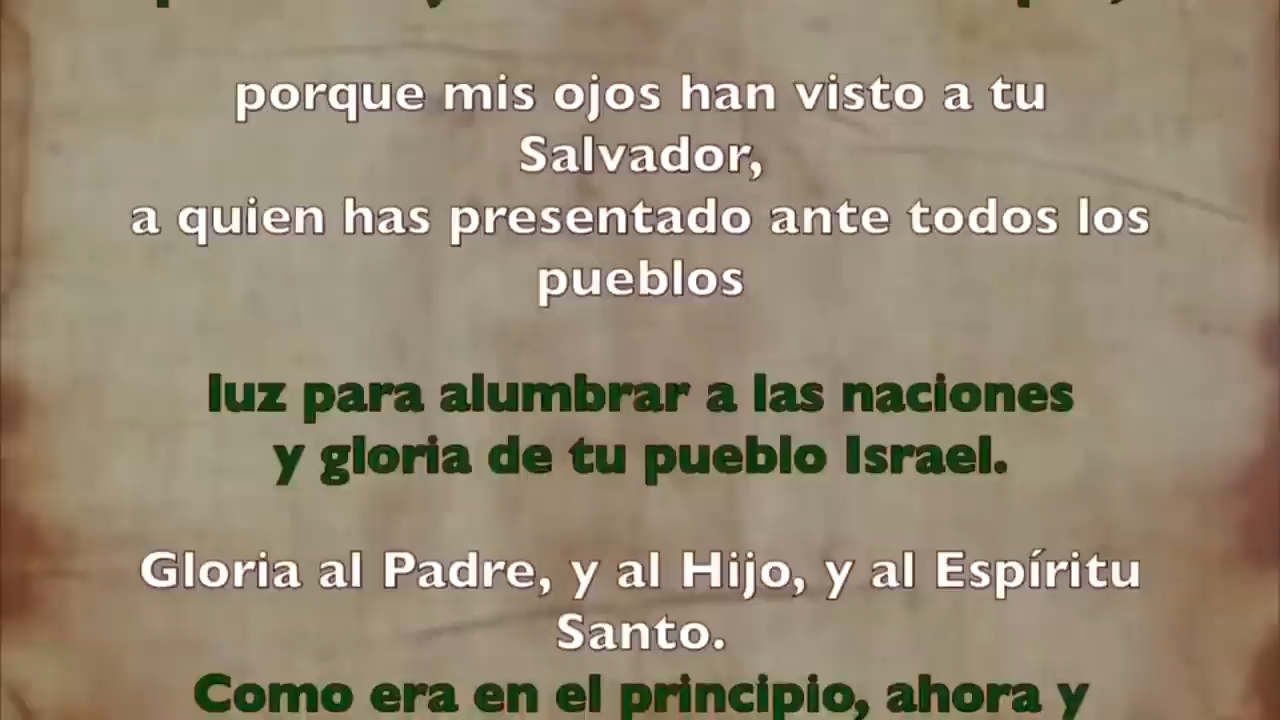 porque mis ojos han visto a tu
Salvador,
a quien has presentado ante todos los
pueblos
luz para alumbrar a las naciones
y gloria de tu pueblo Israel.
Gloria al Padre, y al Hijo, y al Espíritu
Santo.
Como era en el principio, ahora y